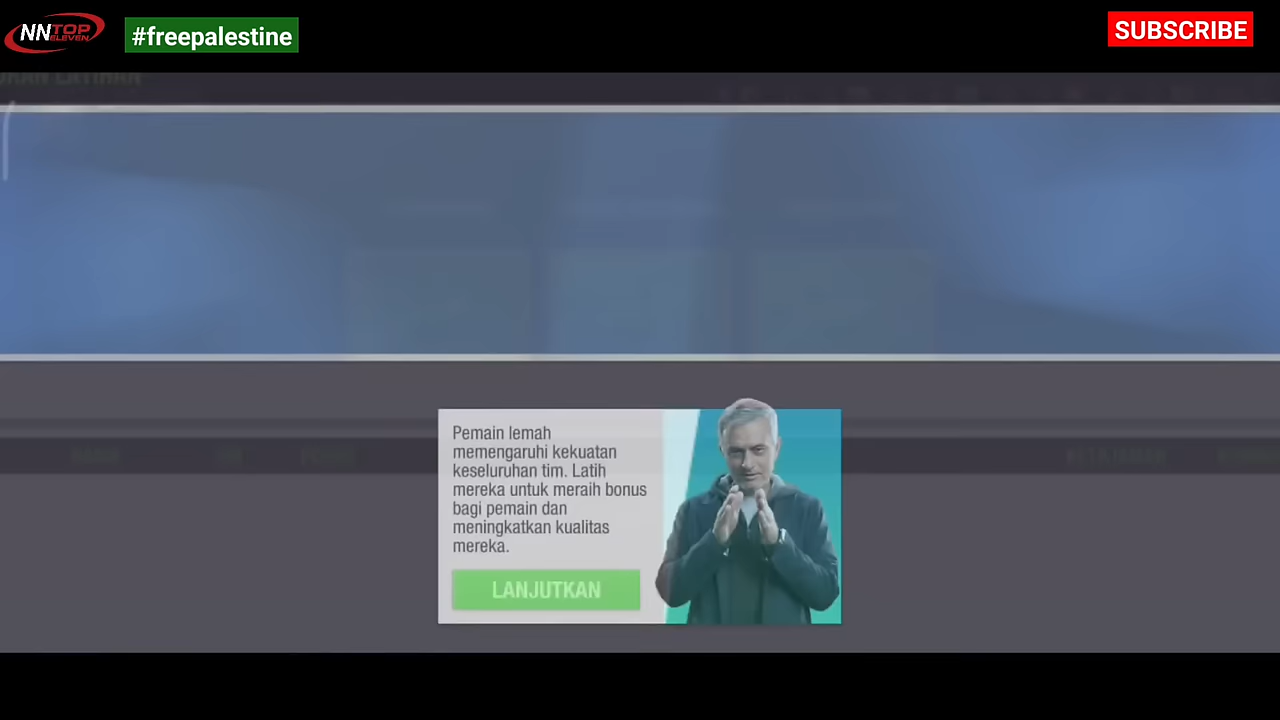 NNTOP
ELEVEN
#freepalestine
SUBSCRIBE
LATIHAN
Pemain lemah
memengaruhi kekuatan
keseluruhan tim. Latih
mereka untuk meraih bonus
bagi pemain dan
meningkatkan kualitas
mereka.
LANJUTKAN